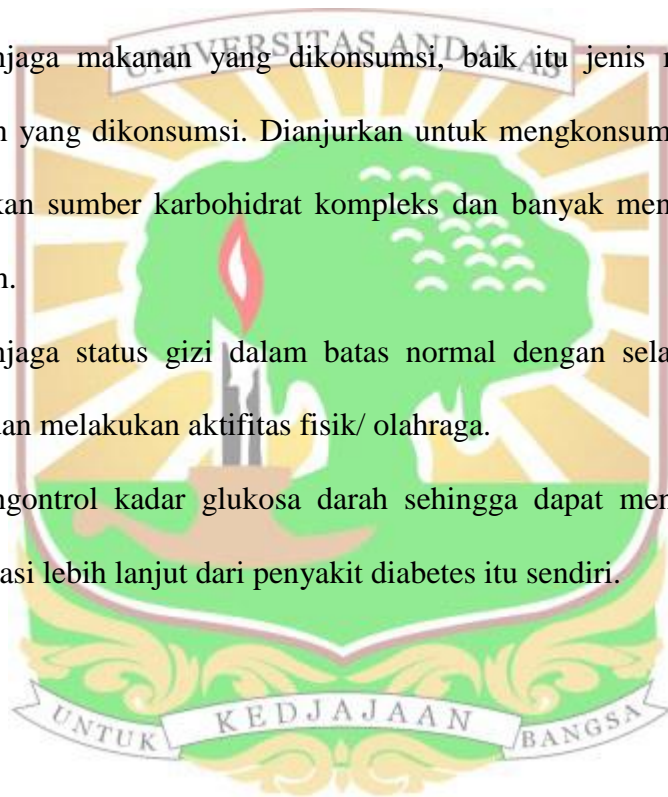 UNIVERSITAS ANDALAS
njaga makanan yang dikonsumsi, baik itu jenis
n yang dikonsumsi. Dianjurkan untuk mengkonsum
kan sumber karbohidrat kompleks dan banyak men
n.
njaga status gizi dalam batas normal dengan sela
dan melakukan aktifitas fisik/ olahraga.
ngontrol kadar glukosa darah sehingga dapat men
asi lebih lanjut dari penyakit diabetes itu sendiri.
UNTUK KEDJAJAAN BANGSA